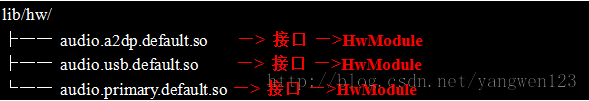 lib/hw/
├── audio.a2dp.default.so —> 接口 —>HwModule
├── audio.usb.default.so —> 接口 —>HwModule
└── audio.primary.default.so —> 接口 —>HwModule
http://blog.csdn.net/yangwen123